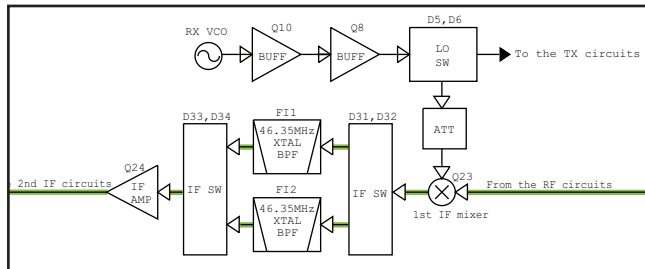 D5,D6
Q10
Q8
RX VCO
BUFF
BUFF
LO
SW
To the TX circuits
D33,D34
FI1
D31,D32
46.35MHz
XTAL
BPF
ATT
Q24
Q23
2nd IF circuits
IF
AMP
IF SW
FI2
IF SW
From the RF circuits
46.35MHz
XTAL
BPF
1st IF mixer